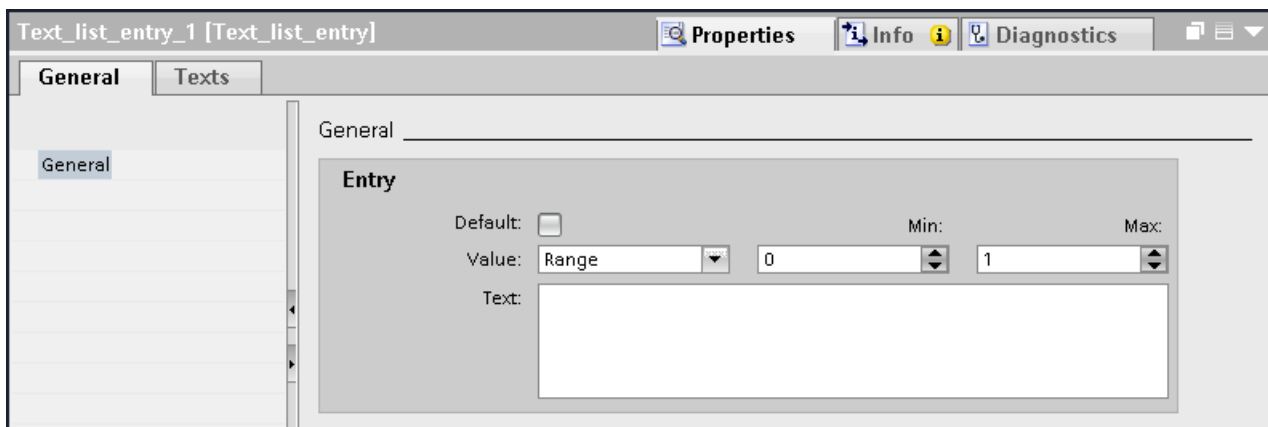 Text_list_entry_1 [Text_list_entry] Properties Info Diagnostics
General Texts
General
General
Entry
Default: Min: Max:
Value: Range 0 1
Text: